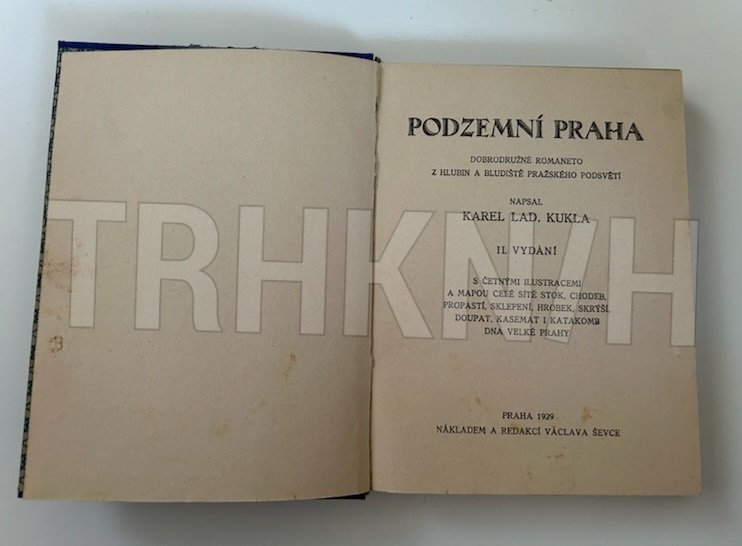 PODZEMNÍ PRAHA
DOBRODRUŽNÉ ROMANETO
Z HLUBIN A BLUDIŠTĚ PRAŽSKÉHO PODSVĚTÍ
NAPSAL
KAREL LAD. KUKLA
II. VYDÁNÍ
S ČETNÝMI ILUSTRACEMI
A MAPOU CELÉ SÍTĚ STOK, CHODEB,
PROPASTÍ, SKLEPENÍ, HROBEK, SKRÝŠÍ,
DOUPAT, KASEMAT I KATAKOMB
DNA VELKÉ PRAHY
PRAHA 1929
NÁKLADEM A REDAKCÍ VÁCLAVA ŠEVCE
TRHKNIH